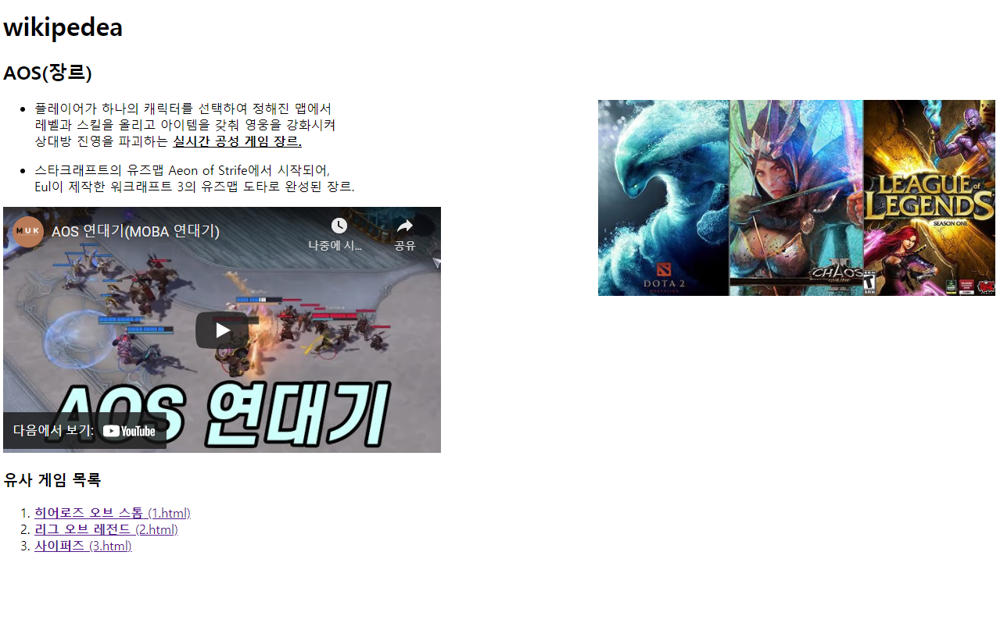 wikipedea
AOS(장르)
플레이어가 하나의 캐릭터를 선택하여 정해진 맵에서
레벨과 스킬을 올리고 아이템을 갖춰 영웅을 강화시켜
상대방 진영을 파괴하는 실시간 공성 게임 장르.
스타크래프트의 유즈맵 Aeon of Strife에서 시작되어,
Eul이 제작한 워크래프트 3의 유즈맵 도타로 완성된 장르.
MUK
AOS 연대기(MOBA 연대기)
나중에 시...
공유
AOS 연대기
다음에서 보기: YouTube
DOTA 2
CHAOS
ONLINE
LEAGUE of
LEGENDS
SEASON ONE
유사 게임 목록
1. 히어로즈 오브 스톰 (1.html)
2. 리그 오브 레전드 (2.html)
3. 사이퍼즈 (3.html)